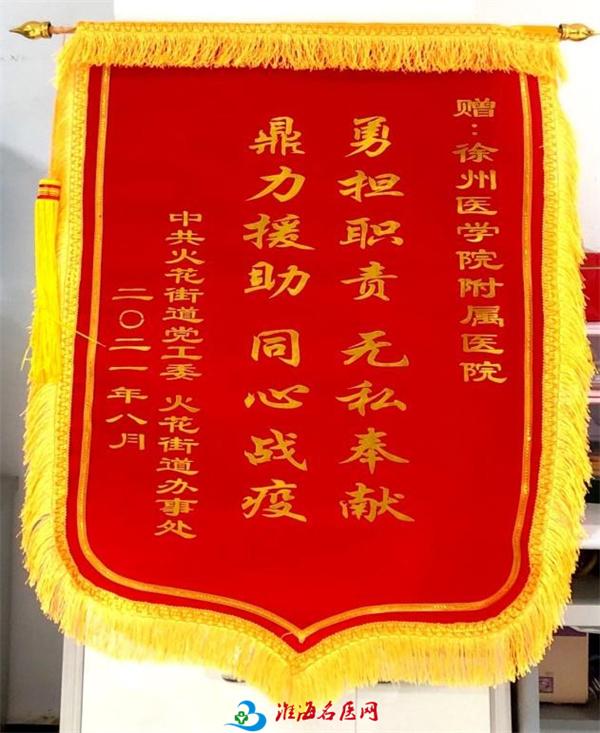 赠：徐州医学院附属医院
勇担职责 无私奉献
鼎力援助 同心战疫
中共火花街道党工委 火花街道办事处
二〇二一年八月
淮海名医网